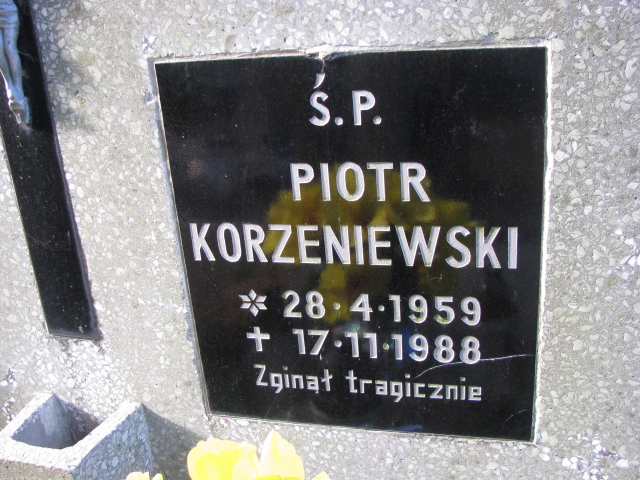 Ś.P.
PIOTR
KORZENIEWSKI
* 28·4·1959
✝ 17·11·1988
Zginął tragicznie